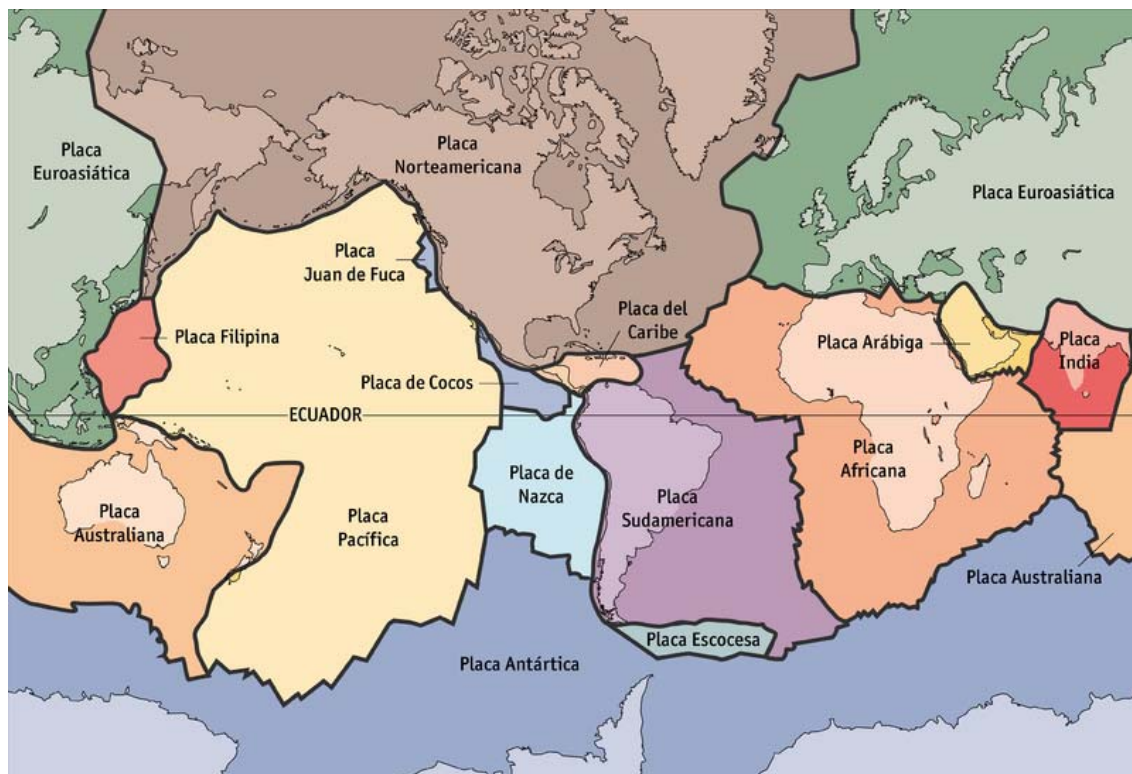 Placa
Euroasiática
Placa
Norteamericana
Placa Euroasiática
Placa
Juan de Fuca
Placa del
Caribe
Placa Filipina
Placa Arábiga
Placa
India
Placa de Cocos
ECUADOR
Placa
Africana
Placa de
Nazca
Placa
Sudamericana
Placa
Australiana
Placa
Pacífica
Placa Australiana
Placa Escocesa
Placa Antártica